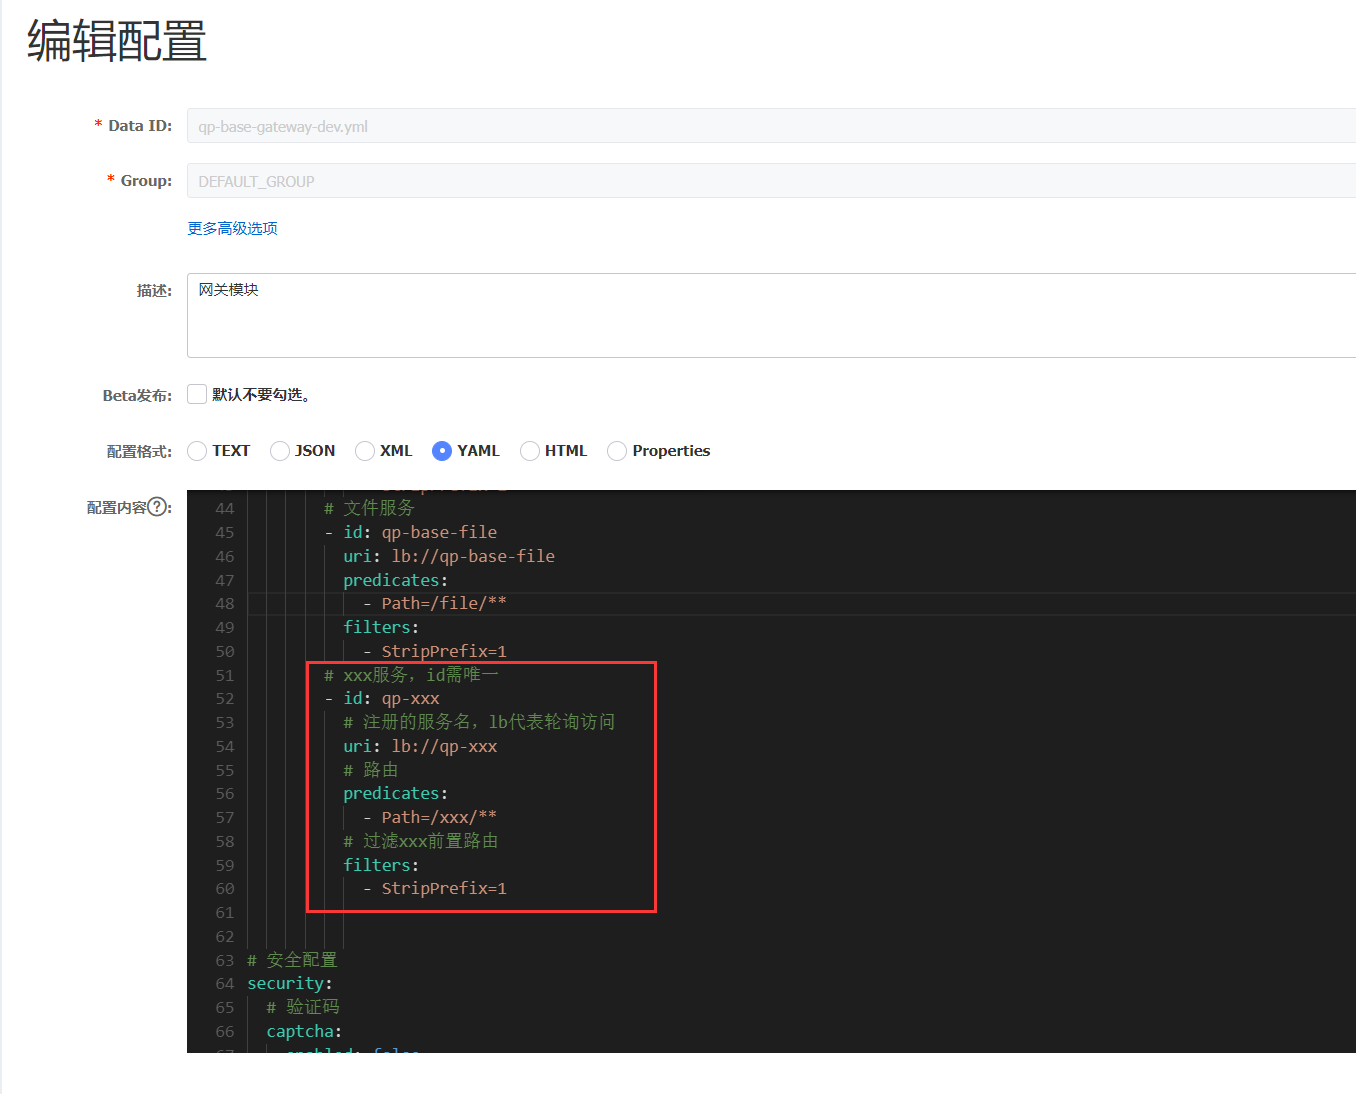 编辑配置
* Data ID: qp-base-gateway-dev.yml
* Group: DEFAULT_GROUP
更多高级选项
描述: 网关模块
Beta发布: 默认不要勾选。
配置格式: TEXT JSON XML YAML HTML Properties
配置内容?:
44 # 文件服务
45 - id: qp-base-file
46 uri: lb://qp-base-file
47 predicates:
48 - Path=/file/**
49 filters:
50 - StripPrefix=1
51 # xxx服务，id需唯一
52 - id: qp-xxx
53 # 注册的服务名，lb代表轮询访问
54 uri: lb://qp-xxx
55 # 路由
56 predicates:
57 - Path=/xxx/**
58 # 过滤xxx前置路由
59 filters:
60 - StripPrefix=1
61
62
63 # 安全配置
64 security:
65 # 验证码
66 captcha:
67 enabled: false